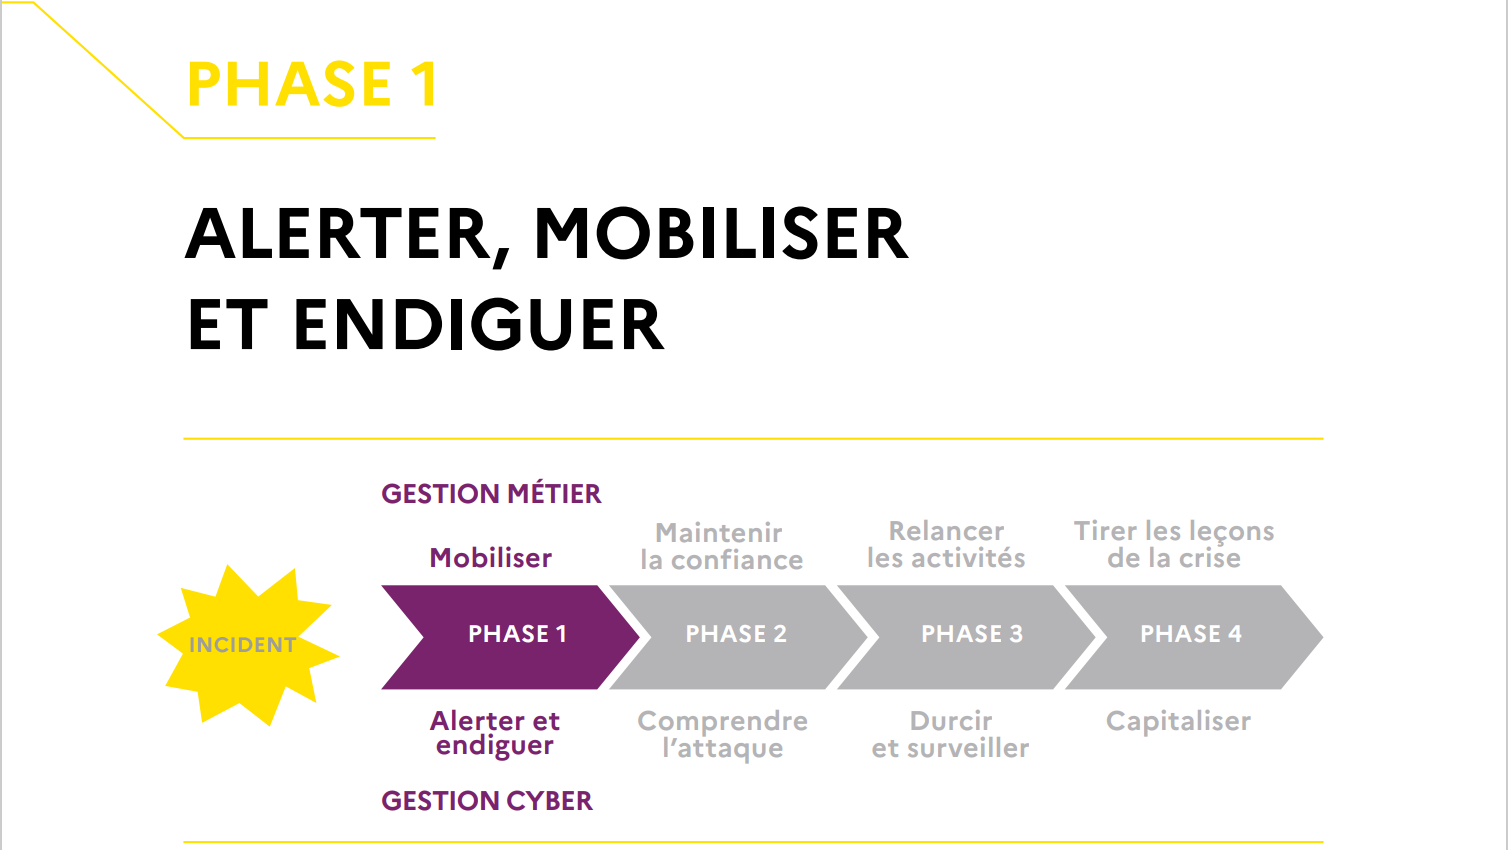 PHASE 1
ALERTER, MOBILISER
ET ENDIGUER
GESTION MÉTIER
Mobiliser
Maintenir
la confiance
Relancer
les activités
Tirer les leçons
de la crise
INCIDENT
PHASE 1
PHASE 2
PHASE 3
PHASE 4
Alerter et
endiguer
Comprendre
l’attaque
Durcir
et surveiller
Capitaliser
GESTION CYBER